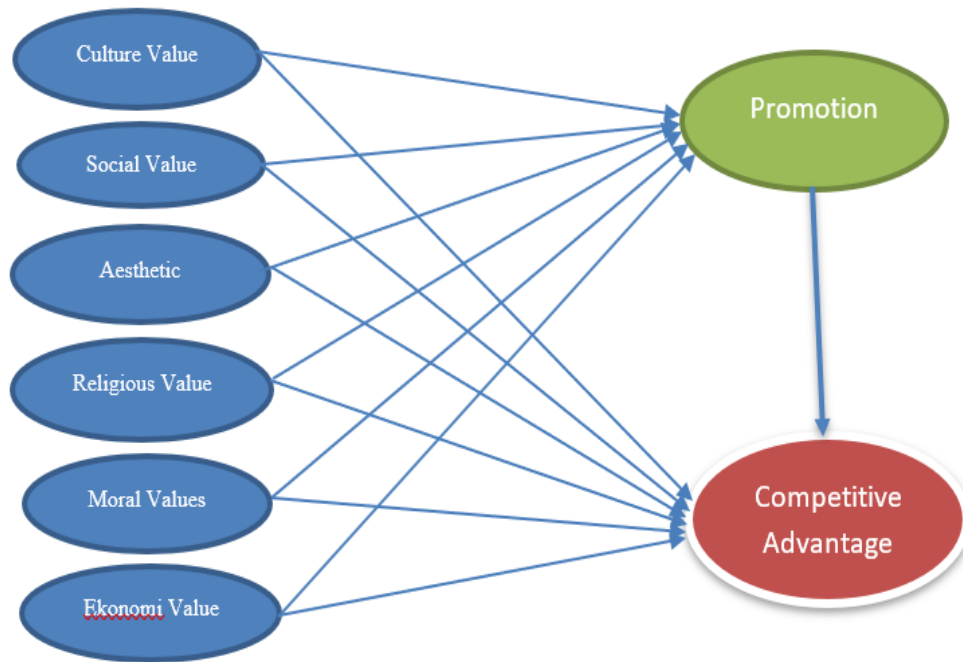 Culture Value
Social Value
Aesthetic
Religious Value
Moral Values
Ekonomi Value
Promotion
Competitive
Advantage